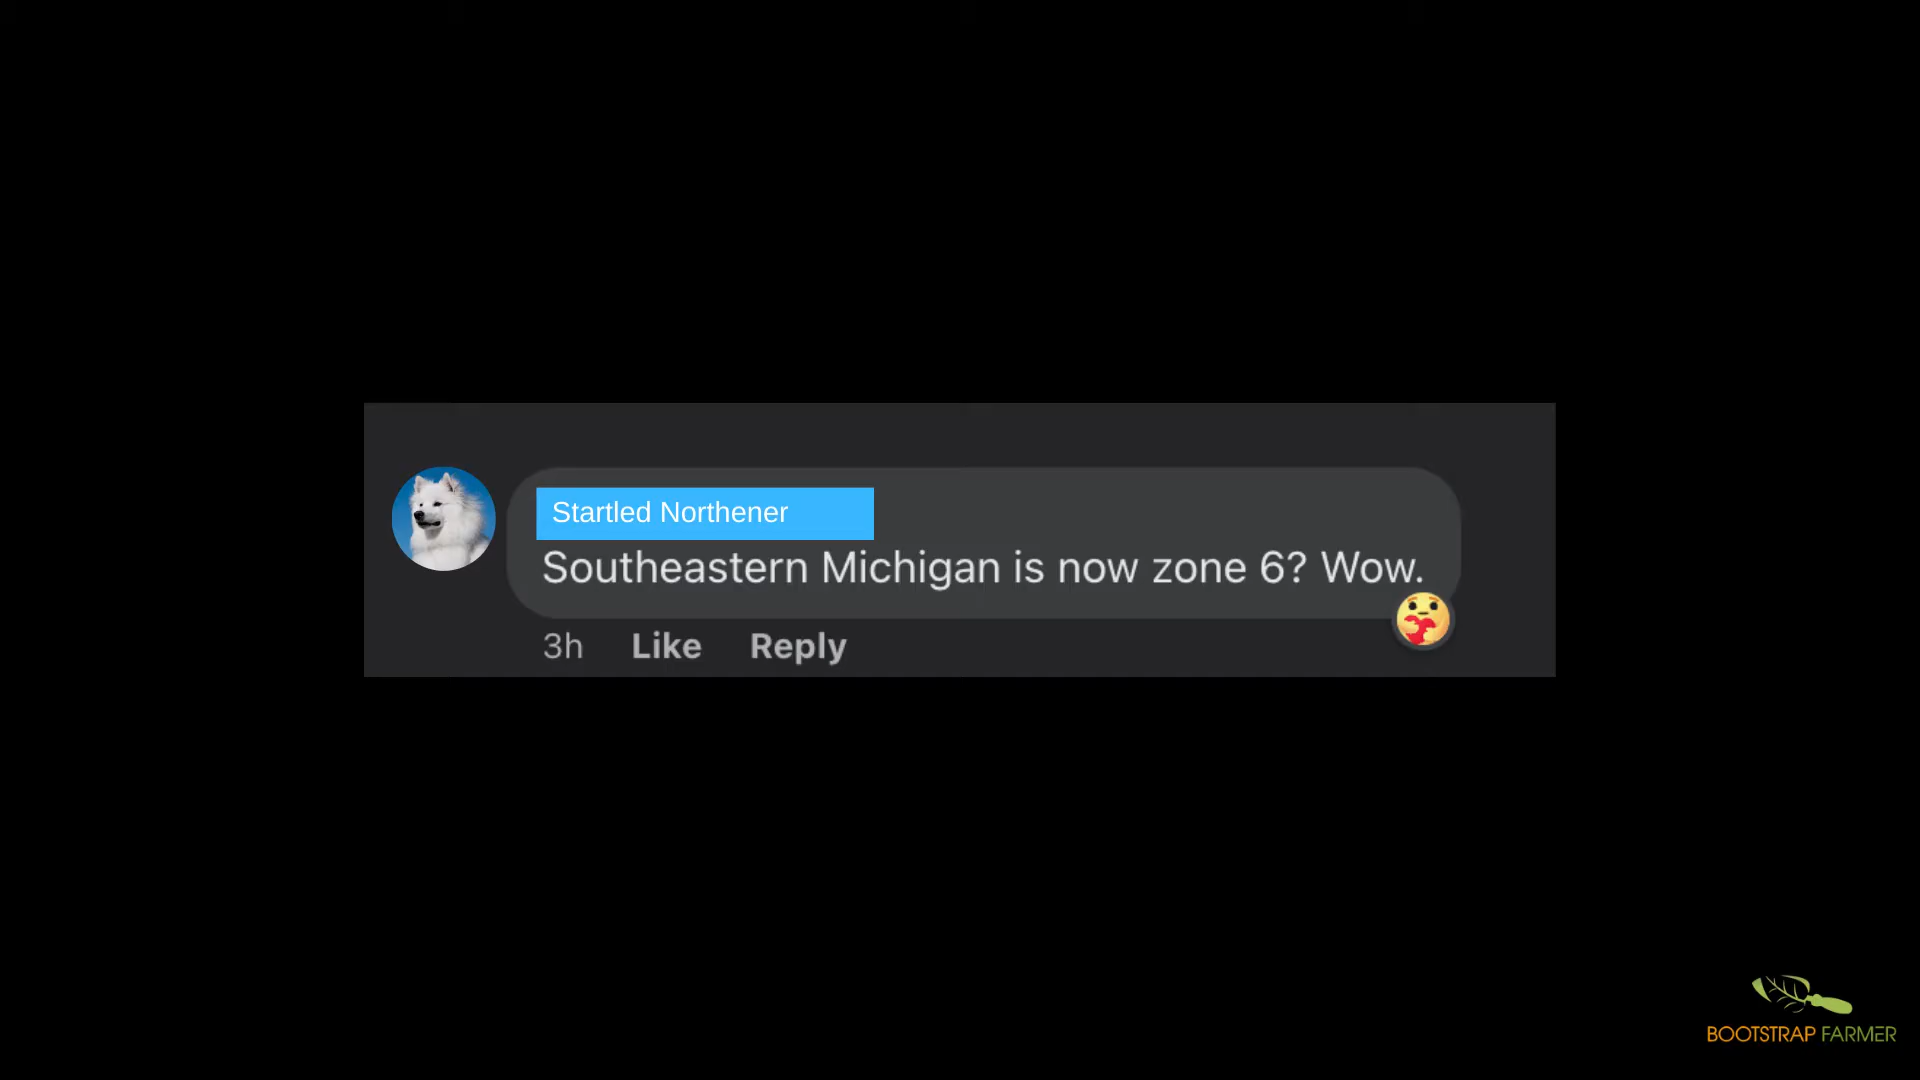 Startled Northener
Southeastern Michigan is now zone 6? Wow.
3h Like Reply
BOOTSTRAP FARMER